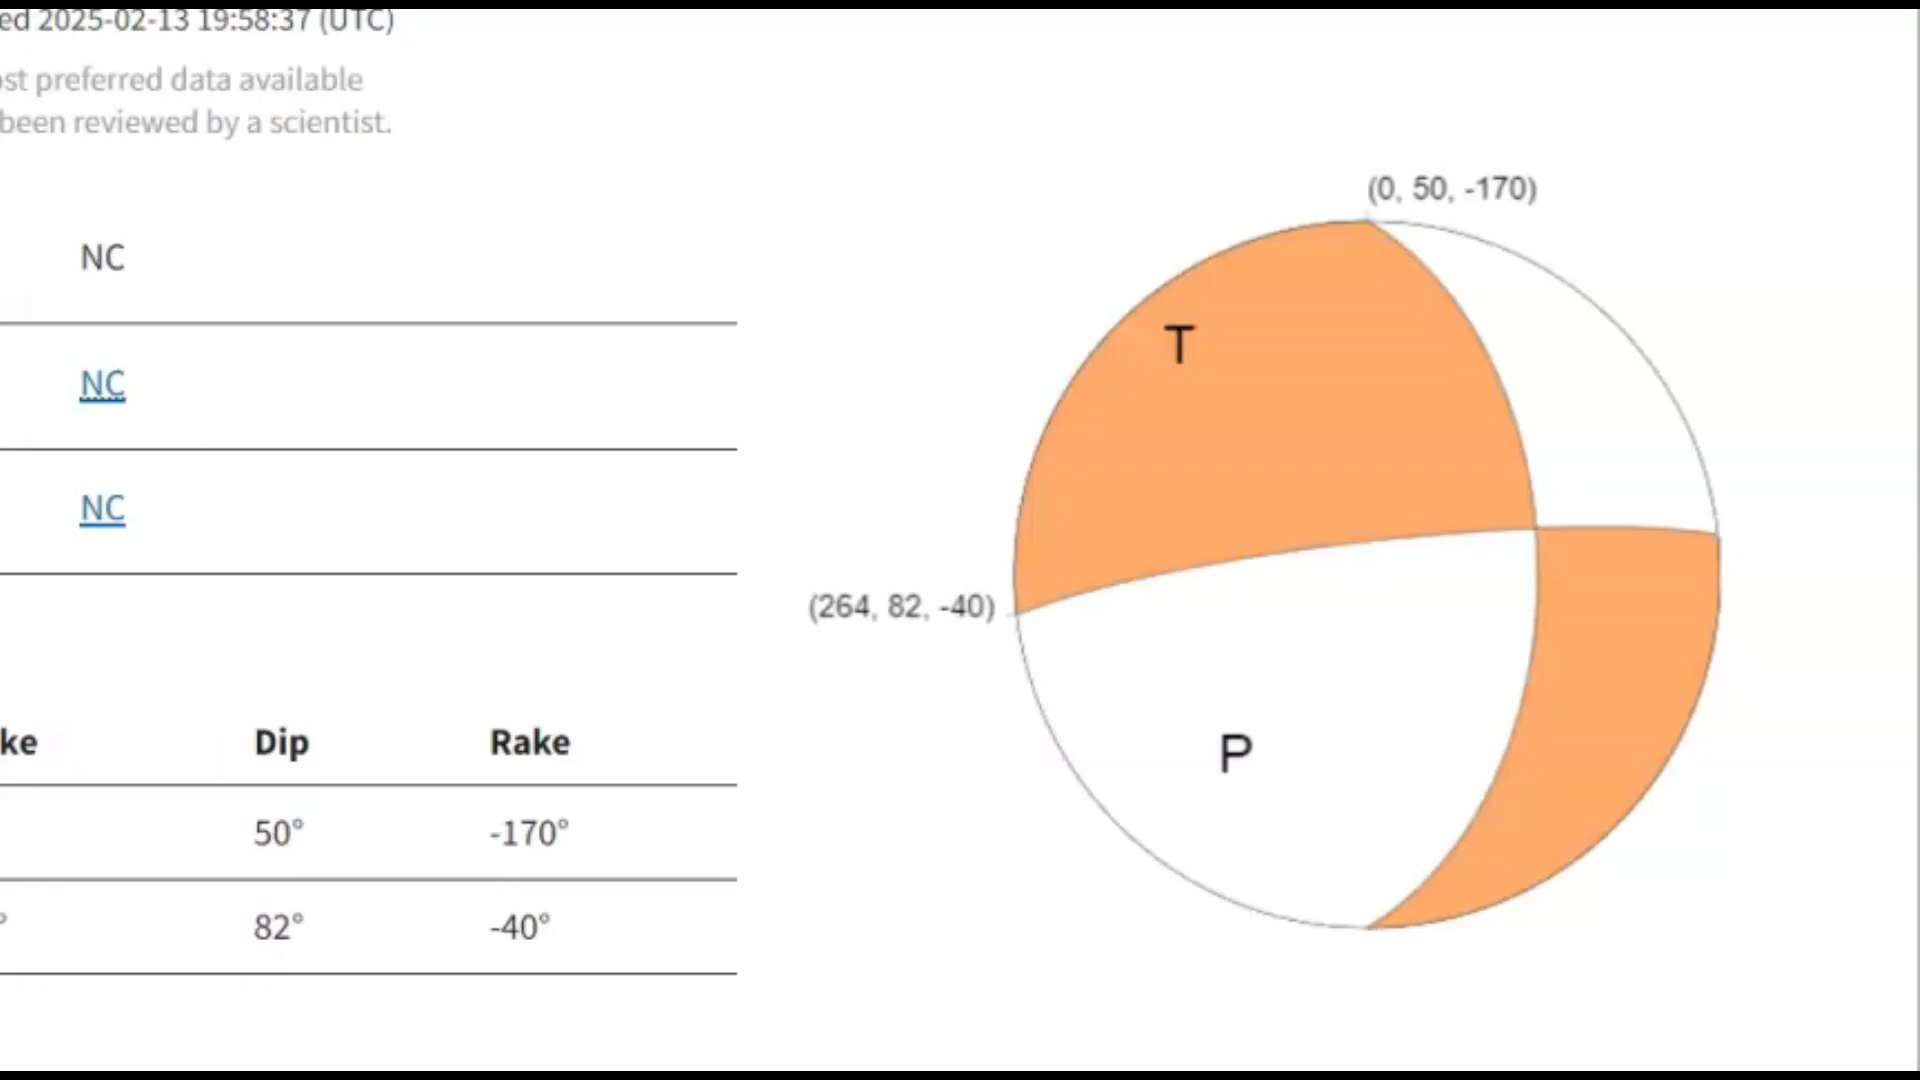 ed 2025-02-13 19:58:37 (UTC)
ost preferred data available
been reviewed by a scientist.
NC
NC
NC
ke Dip Rake
50° -170°
° 82° -40°
(0, 50, -170)
T
(264, 82, -40)
P